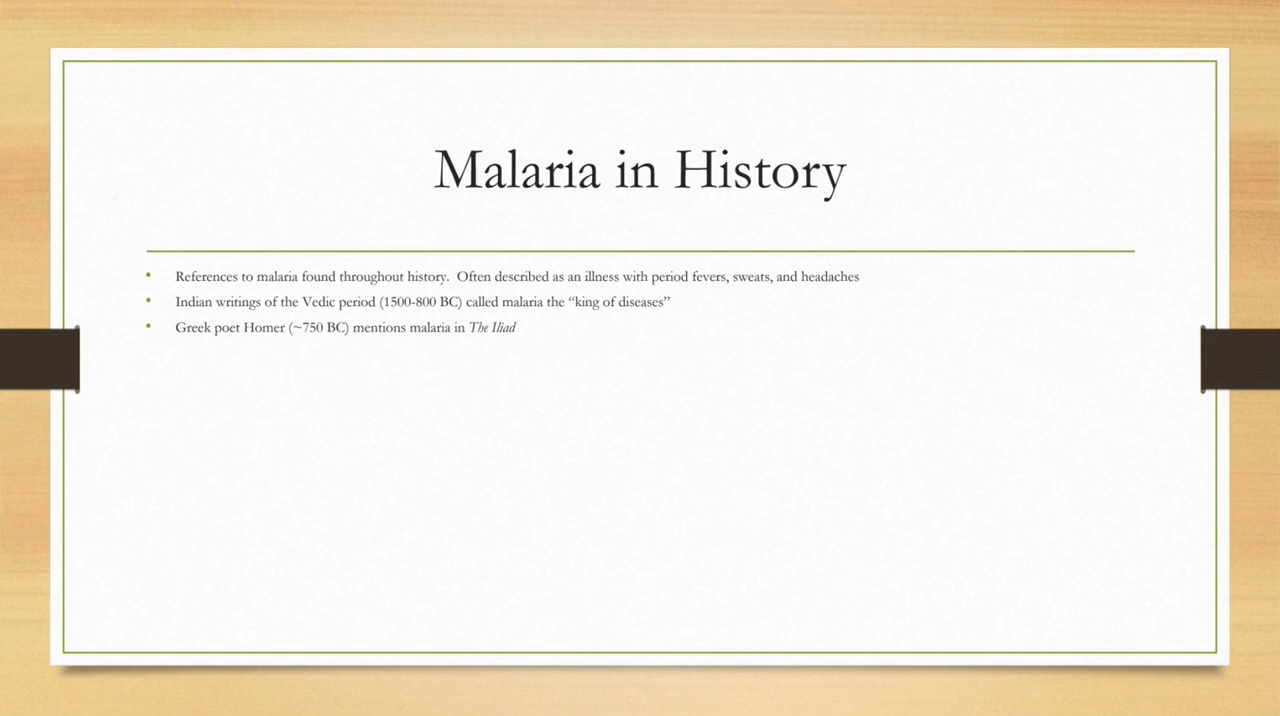 Malaria in History
• References to malaria found throughout history.  Often described as an illness with period fevers, sweats, and headaches
• Indian writings of the Vedic period (1500-800 BC) called malaria the “king of diseases”
• Greek poet Homer (~750 BC) mentions malaria in The Iliad